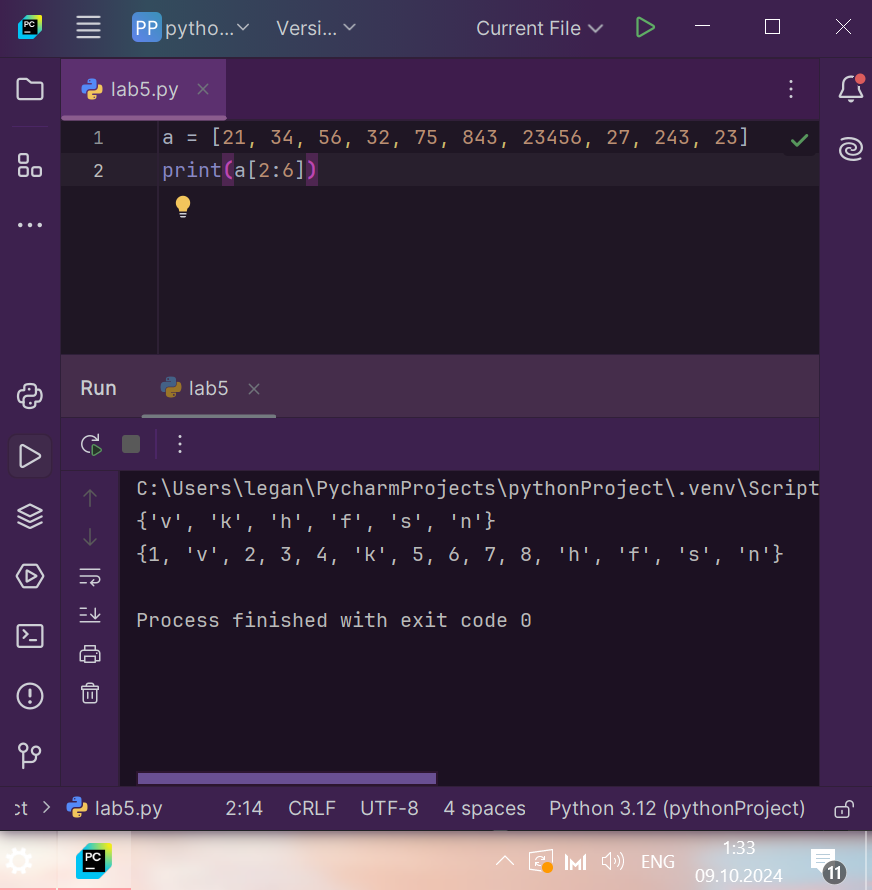 PC PP pytho... Versi... Current File
lab5.py
1 a = [21, 34, 56, 32, 75, 843, 23456, 27, 243, 23]
2 print(a[2:6])
Run lab5
C:\Users\legan\PycharmProjects\pythonProject\.venv\Script
{'v', 'k', 'h', 'f', 's', 'n'}
{1, 'v', 2, 3, 4, 'k', 5, 6, 7, 8, 'h', 'f', 's', 'n'}
Process finished with exit code 0
ct > lab5.py 2:14 CRLF UTF-8 4 spaces Python 3.12 (pythonProject)
PC ENG 1:33
09.10.2024 11